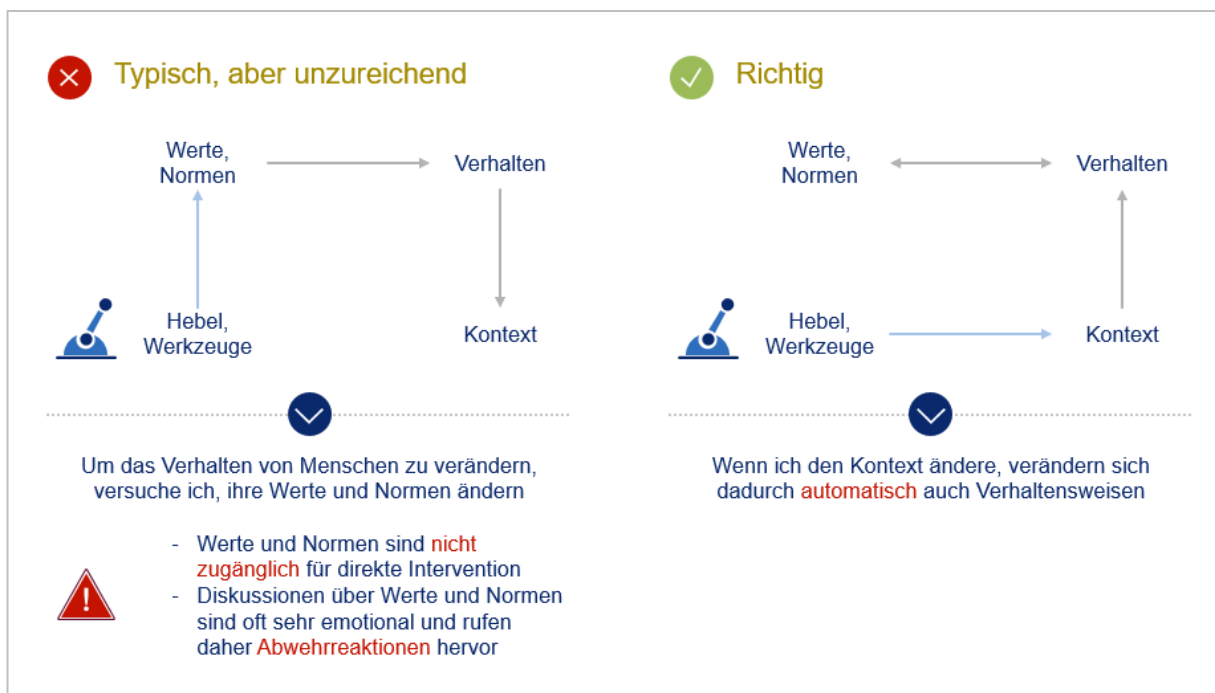 Typisch, aber unzureichend
Werte,
Normen
Verhalten
Hebel,
Werkzeuge
Kontext
Um das Verhalten von Menschen zu verändern,
versuche ich, ihre Werte und Normen ändern
- Werte und Normen sind nicht
zugänglich für direkte Intervention
- Diskussionen über Werte und Normen
sind oft sehr emotional und rufen
daher Abwehrreaktionen hervor
Richtig
Werte,
Normen
Verhalten
Hebel,
Werkzeuge
Kontext
Wenn ich den Kontext ändere, verändern sich
dadurch automatisch auch Verhaltensweisen